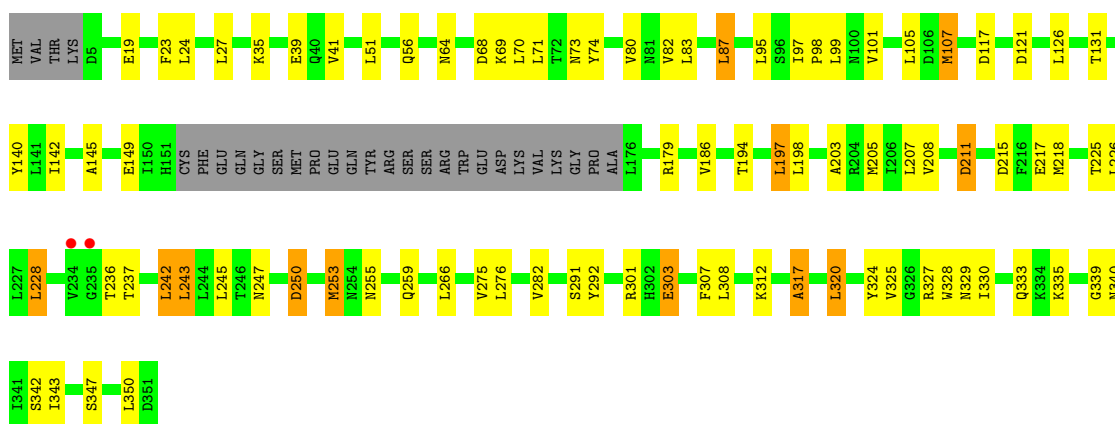 MET VAL THR LYS D5 E19 F23 L24 L27 K35 E39 Q40 V41 L51 Q56 N64 D68 K69 L70 L71 T72 N73 Y74 V80 N81 V82 L83 L87 L95 S96 I97 P98 L99 N100 V101 L105 D106 M107 D117 D121 L126 T131
Y140 L141 I142 A145 E149 I150 H151 CYS PHE GLU GLN GLY SER MET PRO GLU GLN TYR ARG SER SER ARG TRP GLU ASP LYS VAL LYS GLY PRO ALA L176 R179 V186 T194 L197 L198 A203 R204 M205 I206 L207 V208 D211 D215 F216 E217 M218 T225 L226
L227 L228 V234 G235 T236 T237 L242 L243 L244 L245 T246 N247 D250 M253 N254 N255 Q259 L266 V275 L276 V282 S291 Y292 R301 H302 E303 F307 L308 K312 A317 L320 Y324 V325 G326 R327 W328 N329 I330 Q333 K334 K335 G339 N340
I341 S342 I343 S347 L350 D351